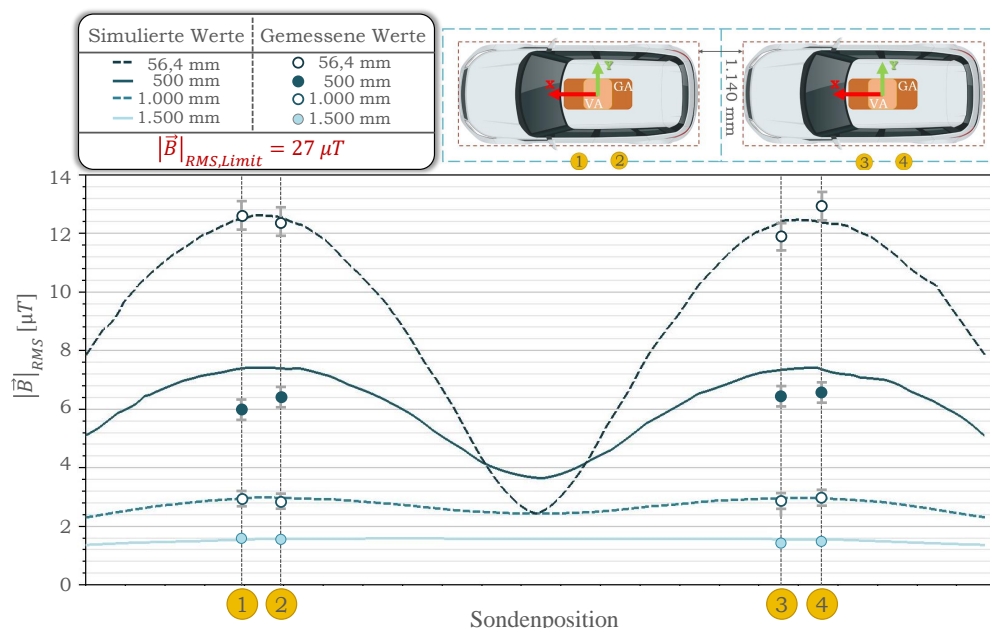 Simulierte Werte Gemessene Werte
56,4 mm 56,4 mm
500 mm 500 mm
1.000 mm 1.000 mm
1.500 mm 1.500 mm
|B⃗|RMS,Limit = 27 μT
Y
X
GA
VA
1
2
1.140 mm
Y
X
GA
VA
3
4
|B⃗|RMS [μT]
14
12
10
8
6
4
2
0
1
2
3
4
Sondenposition